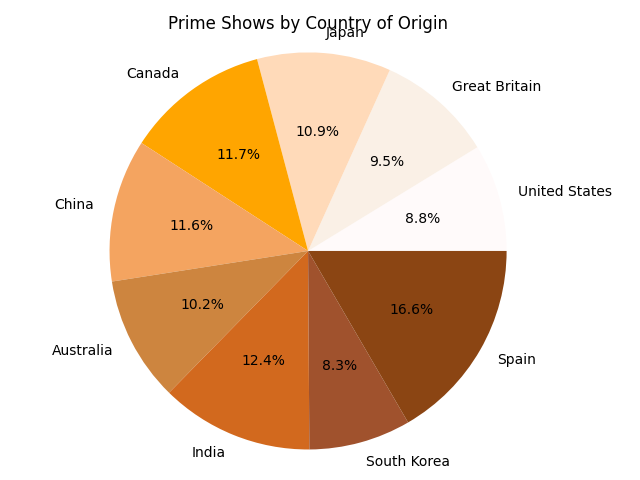 Prime Shows by Country of Origin
Japan
Canada
Great Britain
10.9%
11.7%
9.5%
United States
China
8.8%
11.6%
10.2%
16.6%
Australia
12.4%
8.3%
Spain
India
South Korea